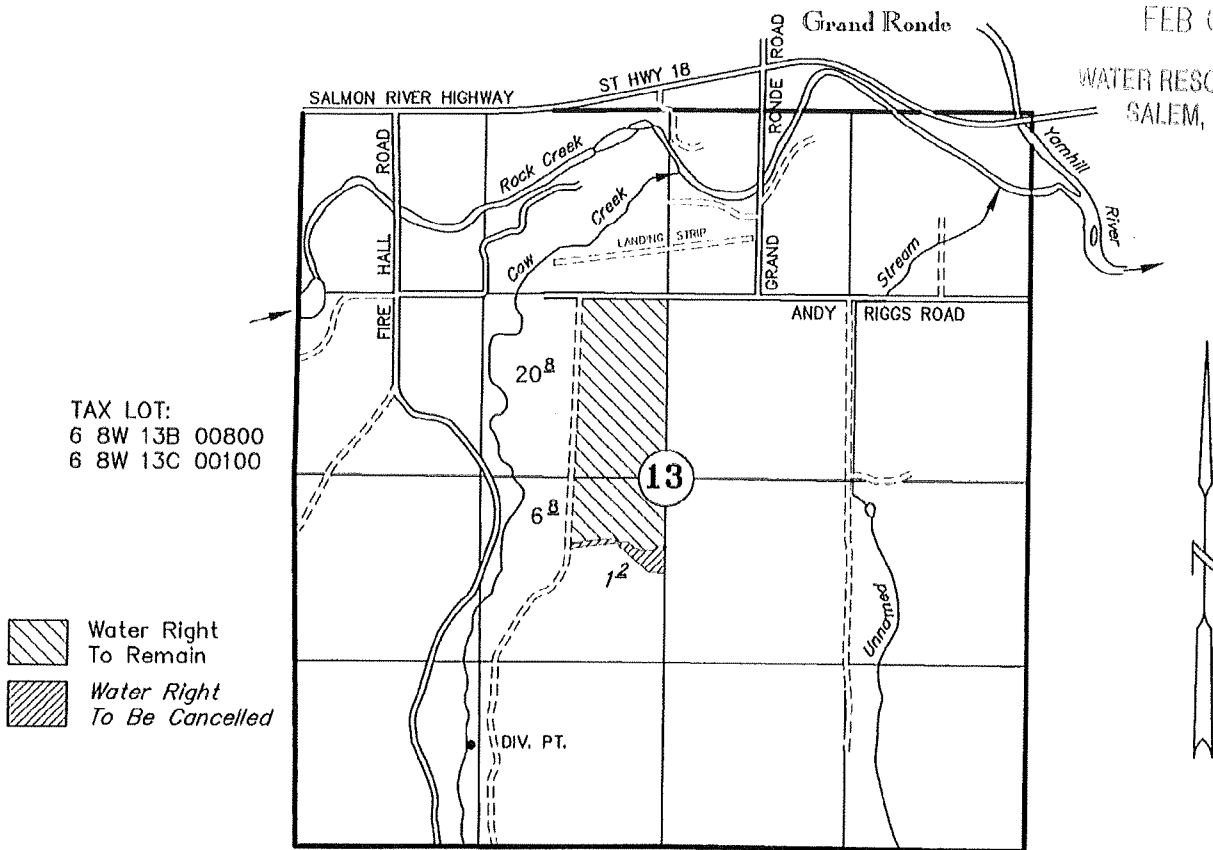 Grand Ronde
FEB
WATER RESO
SALEM,
ST HWY 18
SALMON RIVER HIGHWAY
GRAND RONDE ROAD
FIRE HALL ROAD
Rock Creek
Cow Creek
LANDING STRIP
Yamhill River
Unnamed Stream
ANDY RIGGS ROAD
20 8
6 8
1 2
13
TAX LOT:
6 8W 13B 00800
6 8W 13C 00100
Water Right
To Remain
Water Right
To Be Cancelled
DIV. PT.
N